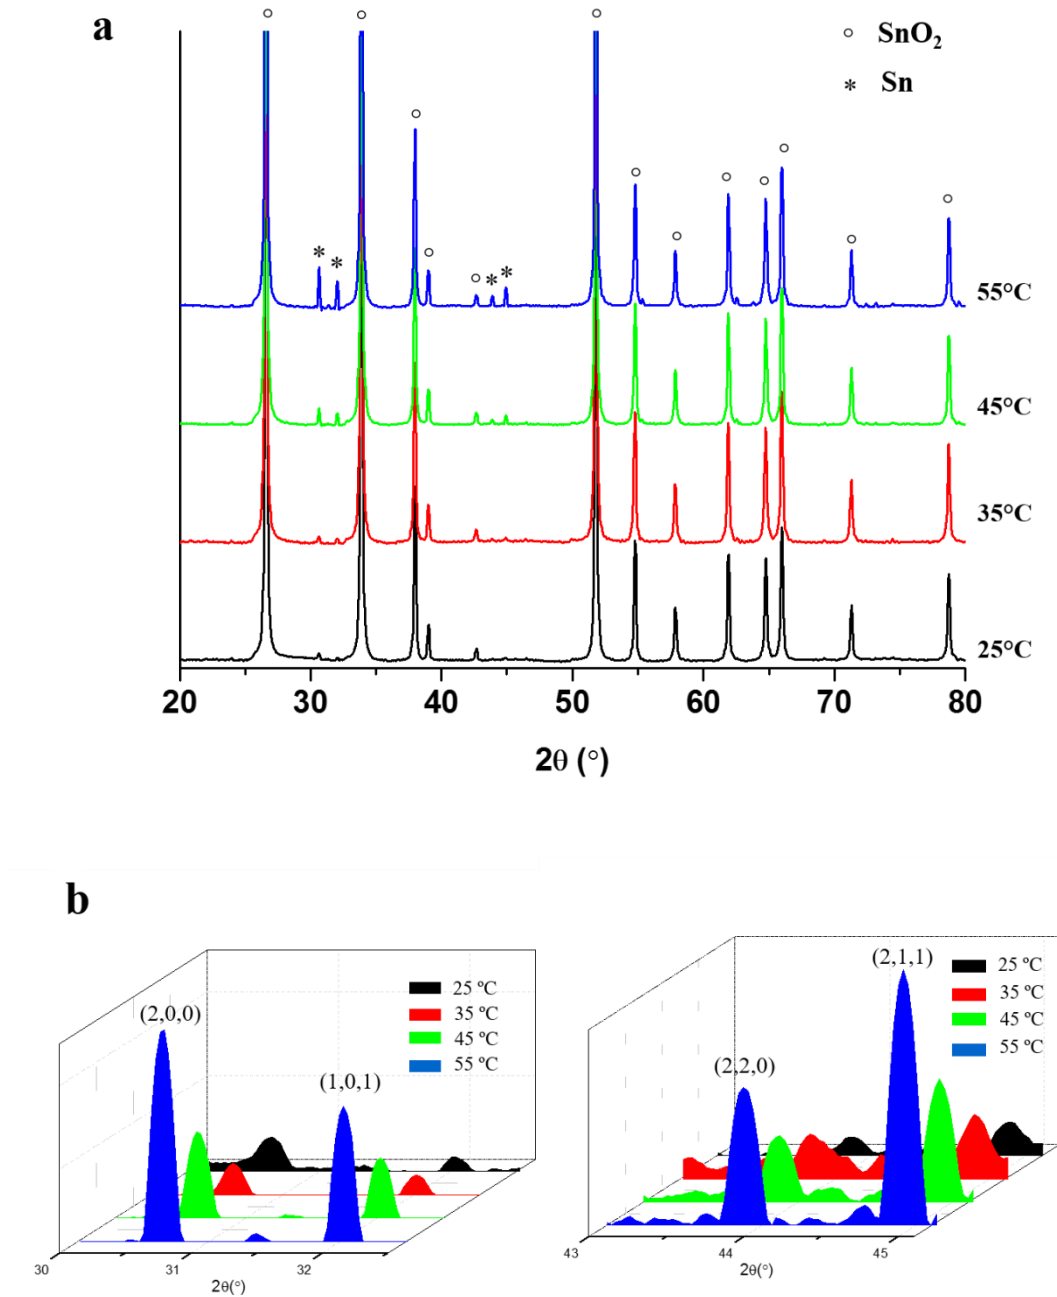 a
SnO₂
* Sn
* * * *
55°C
45°C
35°C
25°C
20 30 40 50 60 70 80
2θ (°)
b
(2,0,0)
(1,0,1)
25 ºC
35 ºC
45 ºC
55 ºC
30 31 32
2θ(°)
(2,1,1)
(2,2,0)
25 ºC
35 ºC
45 ºC
55 ºC
43 44 45
2θ(°)